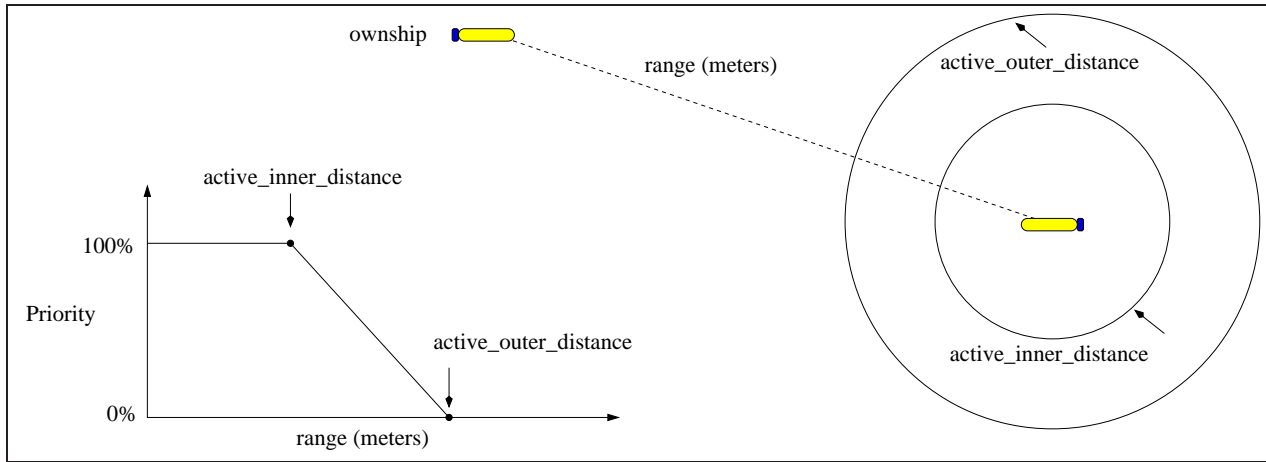 ownship
range (meters)
active_outer_distance
active_inner_distance
active_inner_distance
100%
Priority
active_outer_distance
0%
range (meters)